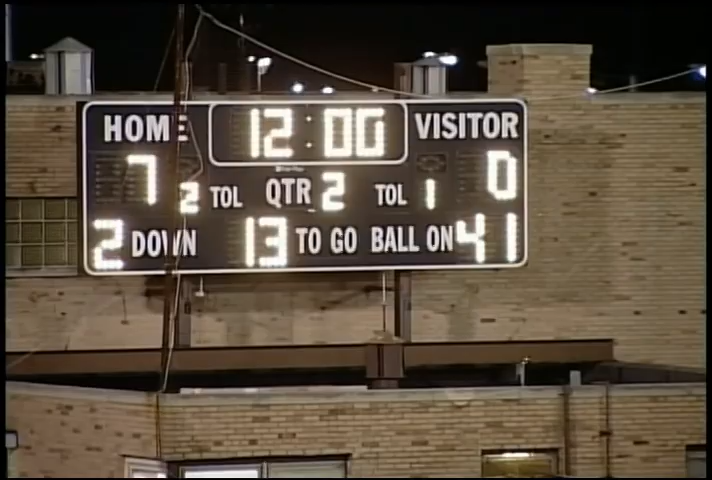 HOME 12:00 VISITOR
7 2 TOL QTR 2 TOL 1 0
2 DOWN 13 TO GO BALL ON 41